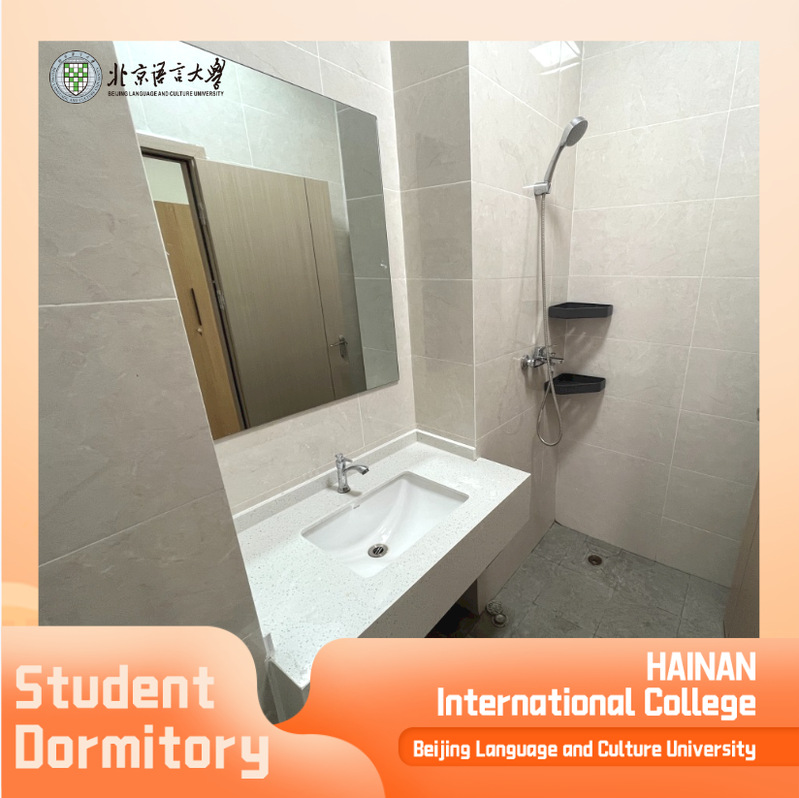 北京语言大学
BEIJING LANGUAGE AND CULTURE UNIVERSITY
Student
Dormitory
HAINAN
International College
Beijing Language and Culture University